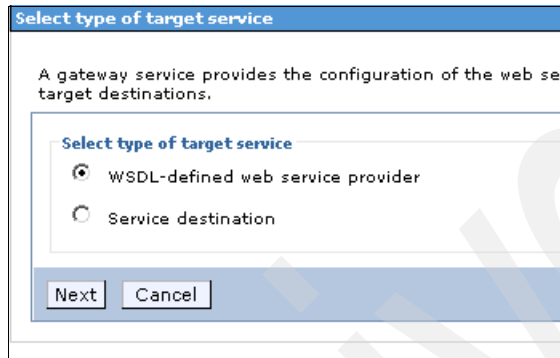 Select type of target service
A gateway service provides the configuration of the web se
target destinations.
Select type of target service
WSDL-defined web service provider
Service destination
Next Cancel